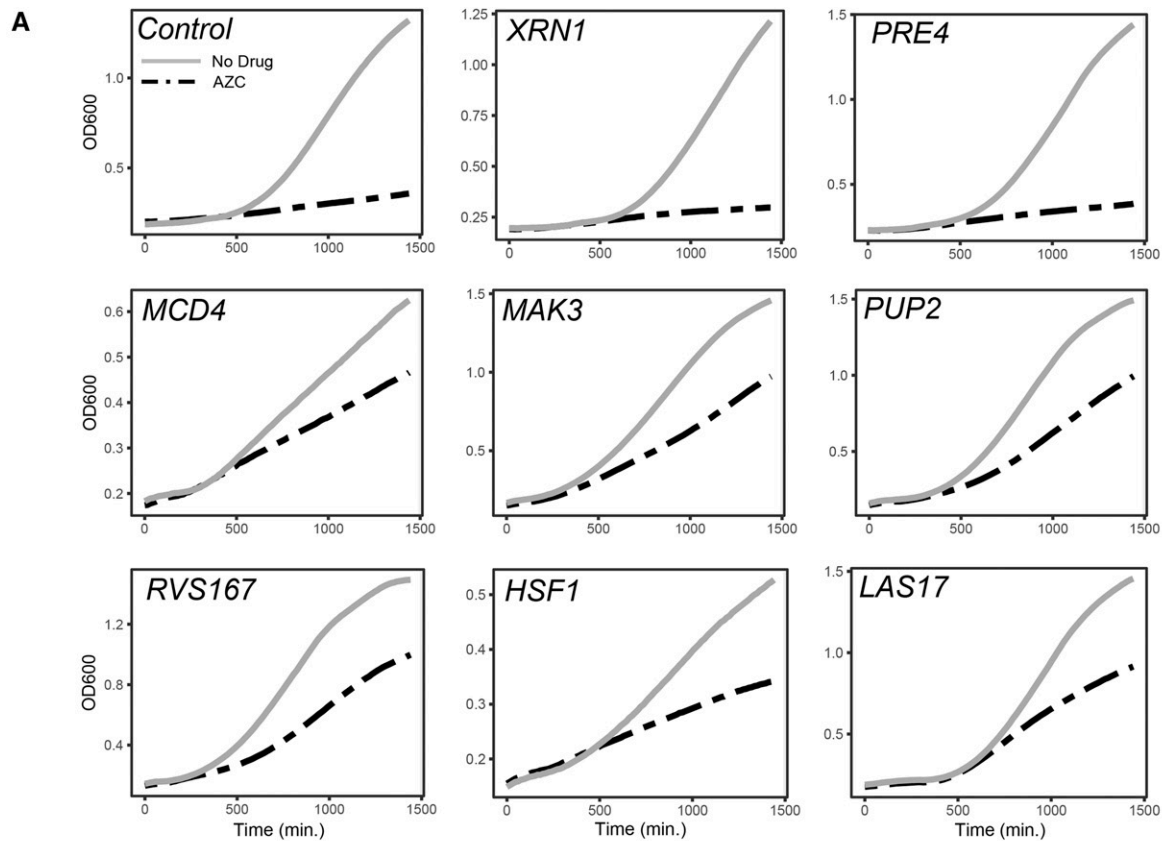 A
Control
No Drug
AZC
OD600
1.0
0.5
0 500 1000 1500
XRN1
1.25
1.00
0.75
0.50
0.25
0 500 1000 1500
PRE4
1.5
1.0
0.5
0 500 1000 1500
MCD4
OD600
0.6
0.5
0.4
0.3
0.2
0 500 1000 1500
MAK3
1.5
1.0
0.5
0 500 1000 1500
PUP2
1.5
1.0
0.5
0 500 1000 1500
RVS167
OD600
1.2
0.8
0.4
0 500 1000 1500
Time (min.)
HSF1
0.5
0.4
0.3
0.2
0 500 1000 1500
Time (min.)
LAS17
1.5
1.0
0.5
0 500 1000 1500
Time (min.)